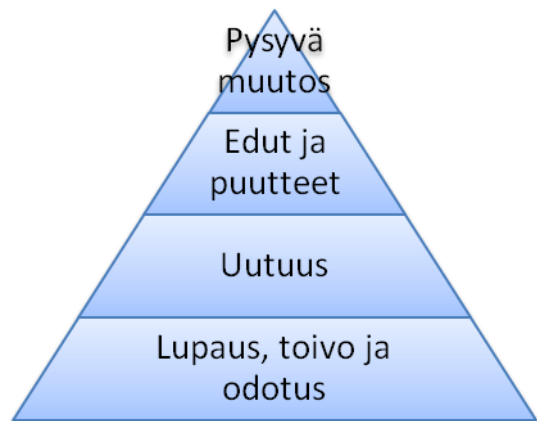 Pysyvä
muutos
Edut ja
puutteet
Uutuus
Lupaus, toivo ja
odotus